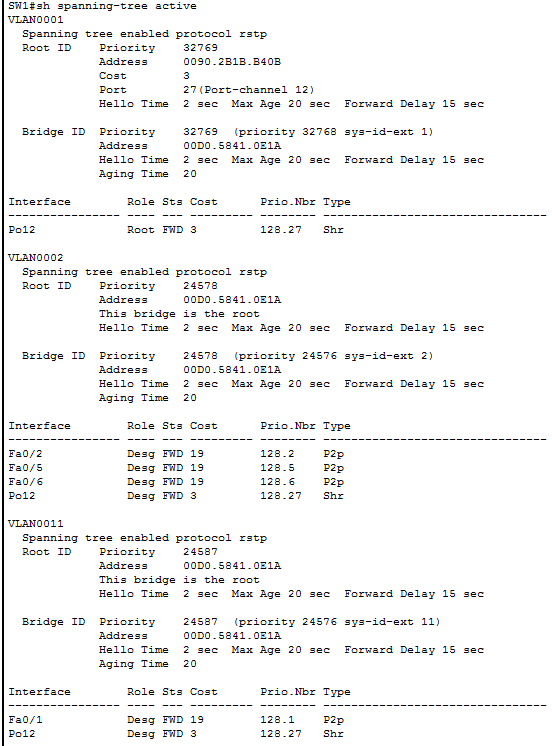 SW1#sh spanning-tree active
VLAN0001
  Spanning tree enabled protocol rstp
  Root ID    Priority    32769
             Address     0090.2B1B.B40B
             Cost        3
             Port        27(Port-channel 12)
             Hello Time  2 sec  Max Age 20 sec  Forward Delay 15 sec

  Bridge ID  Priority    32769  (priority 32768 sys-id-ext 1)
             Address     00D0.5841.0E1A
             Hello Time  2 sec  Max Age 20 sec  Forward Delay 15 sec
             Aging Time  20

Interface        Role Sts Cost      Prio.Nbr Type
---------------- ---- --- --------- -------- --------------------------------
Po12             Root FWD 3         128.27   Shr

VLAN0002
  Spanning tree enabled protocol rstp
  Root ID    Priority    24578
             Address     00D0.5841.0E1A
             This bridge is the root
             Hello Time  2 sec  Max Age 20 sec  Forward Delay 15 sec

  Bridge ID  Priority    24578  (priority 24576 sys-id-ext 2)
             Address     00D0.5841.0E1A
             Hello Time  2 sec  Max Age 20 sec  Forward Delay 15 sec
             Aging Time  20

Interface        Role Sts Cost      Prio.Nbr Type
---------------- ---- --- --------- -------- --------------------------------
Fa0/2            Desg FWD 19        128.2    P2p
Fa0/5            Desg FWD 19        128.5    P2p
Fa0/6            Desg FWD 19        128.6    P2p
Po12             Desg FWD 3         128.27   Shr

VLAN0011
  Spanning tree enabled protocol rstp
  Root ID    Priority    24587
             Address     00D0.5841.0E1A
             This bridge is the root
             Hello Time  2 sec  Max Age 20 sec  Forward Delay 15 sec

  Bridge ID  Priority    24587  (priority 24576 sys-id-ext 11)
             Address     00D0.5841.0E1A
             Hello Time  2 sec  Max Age 20 sec  Forward Delay 15 sec
             Aging Time  20

Interface        Role Sts Cost      Prio.Nbr Type
---------------- ---- --- --------- -------- --------------------------------
Fa0/1            Desg FWD 19        128.1    P2p
Po12             Desg FWD 3         128.27   Shr